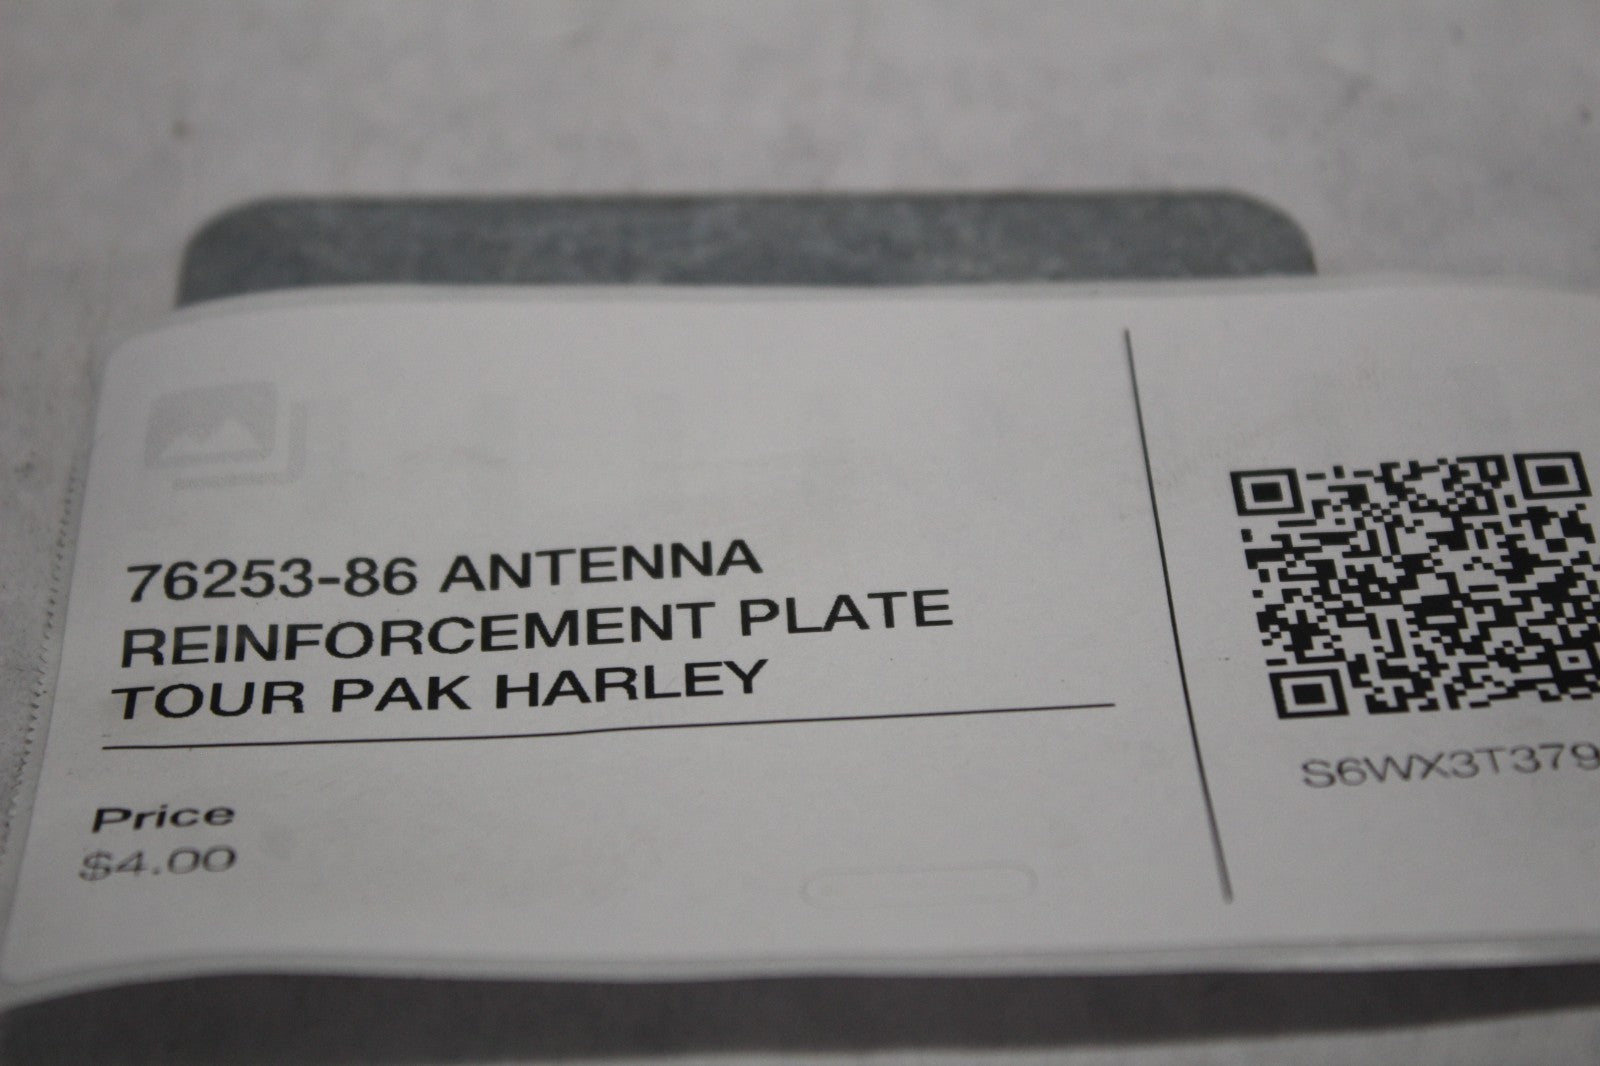 76253-86 ANTENNA
REINFORCEMENT PLATE
TOUR PAK HARLEY
Price
$4.00
S6WX3T379